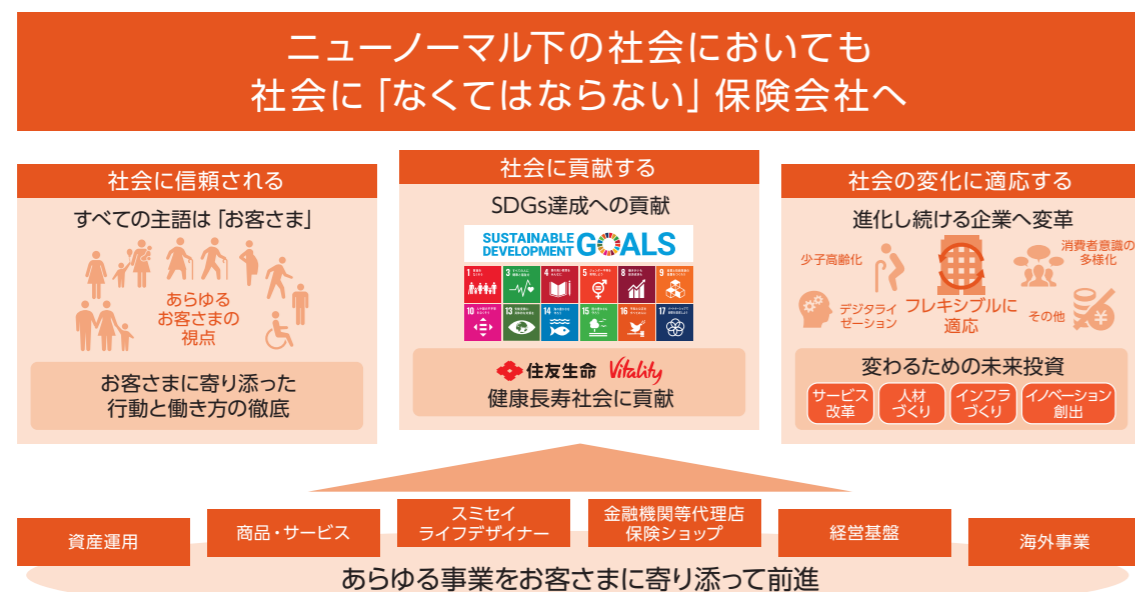 ニューノーマル下の社会においても
社会に「なくてはならない」保険会社へ
社会に信頼される
すべての主語は「お客さま」
あらゆる
お客さまの
視点
お客さまに寄り添った
行動と働き方の徹底
社会に貢献する
SDGs達成への貢献
SUSTAINABLE
DEVELOPMENT
GOALS
1
3
4
5
8
9
10
13
14
15
16
17
住友生命 Vitality
健康長寿社会に貢献
社会の変化に適応する
進化し続ける企業へ変革
少子高齢化
消費者意識の
多様化
デジタライ
ゼーション
フレキシブルに
適応
その他
変わるための未来投資
サービス
改革
人材
づくり
インフラ
づくり
イノベーション
創出
資産運用
商品・サービス
スミセイ
ライフデザイナー
金融機関等代理店
保険ショップ
経営基盤
海外事業
あらゆる事業をお客さまに寄り添って前進